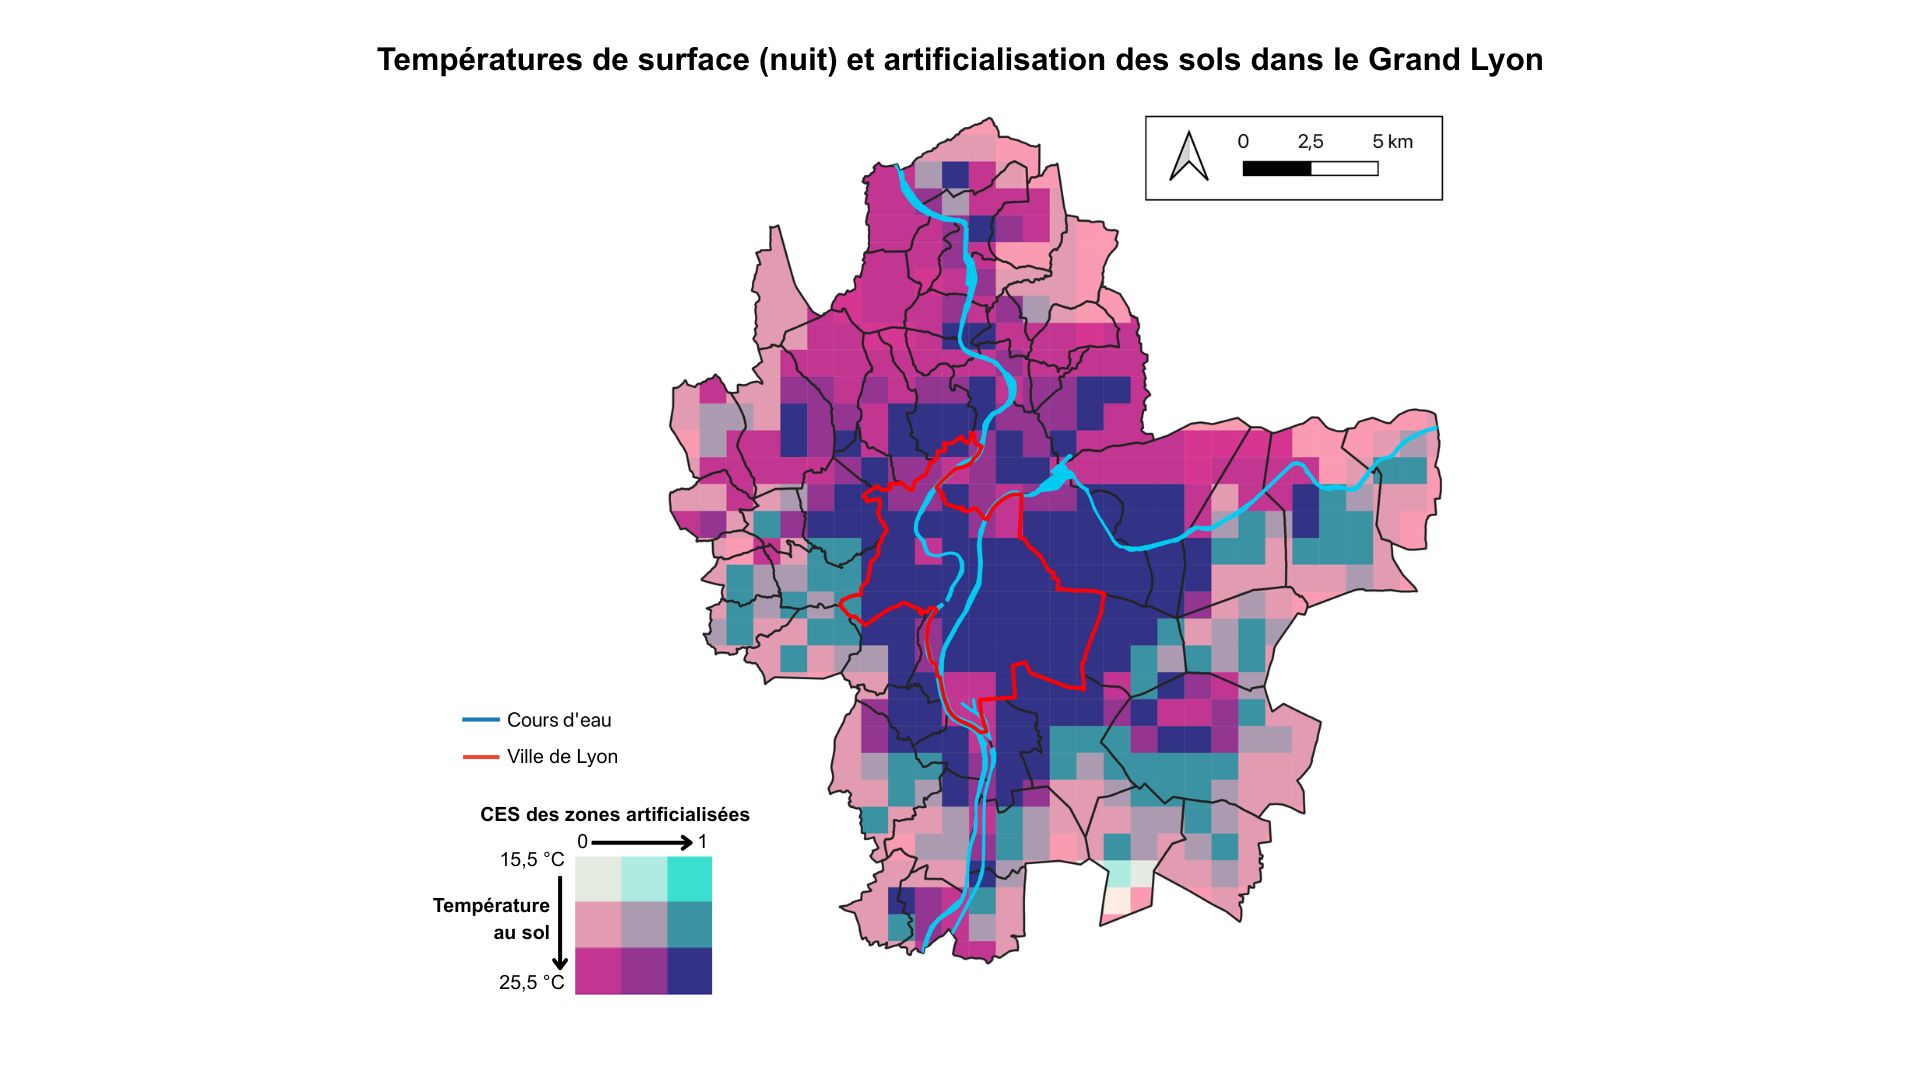 Températures de surface (nuit) et artificialisation des sols dans le Grand Lyon
0 2,5 5 km
Cours d'eau
Ville de Lyon
CES des zones artificialisées
0 1
15,5 °C
Température
au sol
25,5 °C